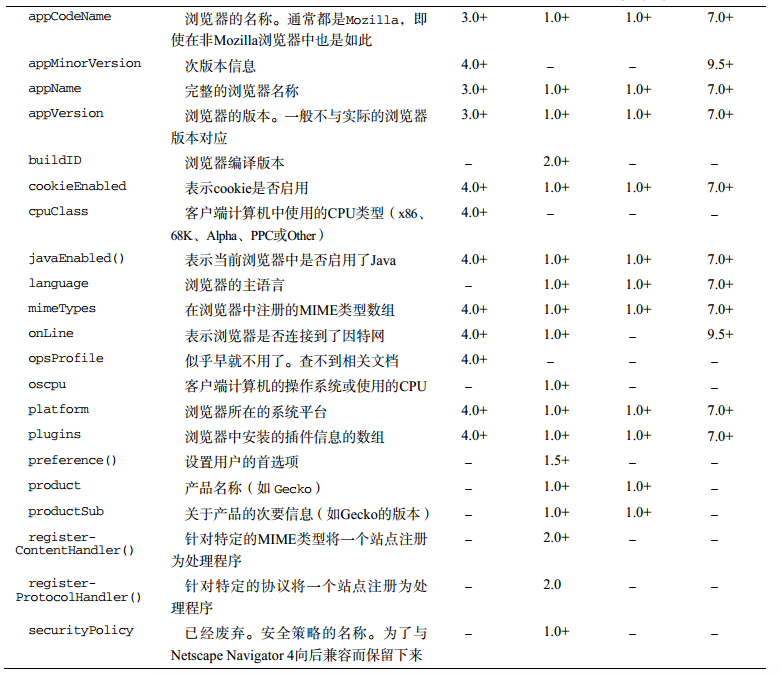 appCodeName 浏览器的名称。通常都是Mozilla，即 3.0+ 1.0+ 1.0+ 7.0+
使在非Mozilla浏览器中也是如此
appMinorVersion 次版本信息 4.0+ – – 9.5+
appName 完整的浏览器名称 3.0+ 1.0+ 1.0+ 7.0+
appVersion 浏览器的版本。一般不与实际的浏览器 3.0+ 1.0+ 1.0+ 7.0+
版本对应
buildID 浏览器编译版本 – 2.0+ – –
cookieEnabled 表示cookie是否启用 4.0+ 1.0+ 1.0+ 7.0+
cpuClass 客户端计算机中使用的CPU类型（x86、 4.0+ – – –
68K、Alpha、PPC或Other）
javaEnabled() 表示当前浏览器中是否启用了Java 4.0+ 1.0+ 1.0+ 7.0+
language 浏览器的主语言 – 1.0+ 1.0+ 7.0+
mimeTypes 在浏览器中注册的MIME类型数组 4.0+ 1.0+ 1.0+ 7.0+
onLine 表示浏览器是否连接到了因特网 4.0+ 1.0+ – 9.5+
opsProfile 似乎早就不用了。查不到相关文档 4.0+ – – –
oscpu 客户端计算机的操作系统或使用的CPU – 1.0+ – –
platform 浏览器所在的系统平台 4.0+ 1.0+ 1.0+ 7.0+
plugins 浏览器中安装的插件信息的数组 4.0+ 1.0+ 1.0+ 7.0+
preference() 设置用户的首选项 – 1.5+ – –
product 产品名称（如 Gecko） – 1.0+ 1.0+ –
productSub 关于产品的次要信息（如Gecko的版本） – 1.0+ 1.0+ –
register- 针对特定的MIME类型将一个站点注册 – 2.0+ – –
ContentHandler() 为处理程序
register- 针对特定的协议将一个站点注册为处 – 2.0 – –
ProtocolHandler() 理程序
securityPolicy 已经废弃。安全策略的名称。为了与 – 1.0+ – –
Netscape Navigator 4向后兼容而保留下来